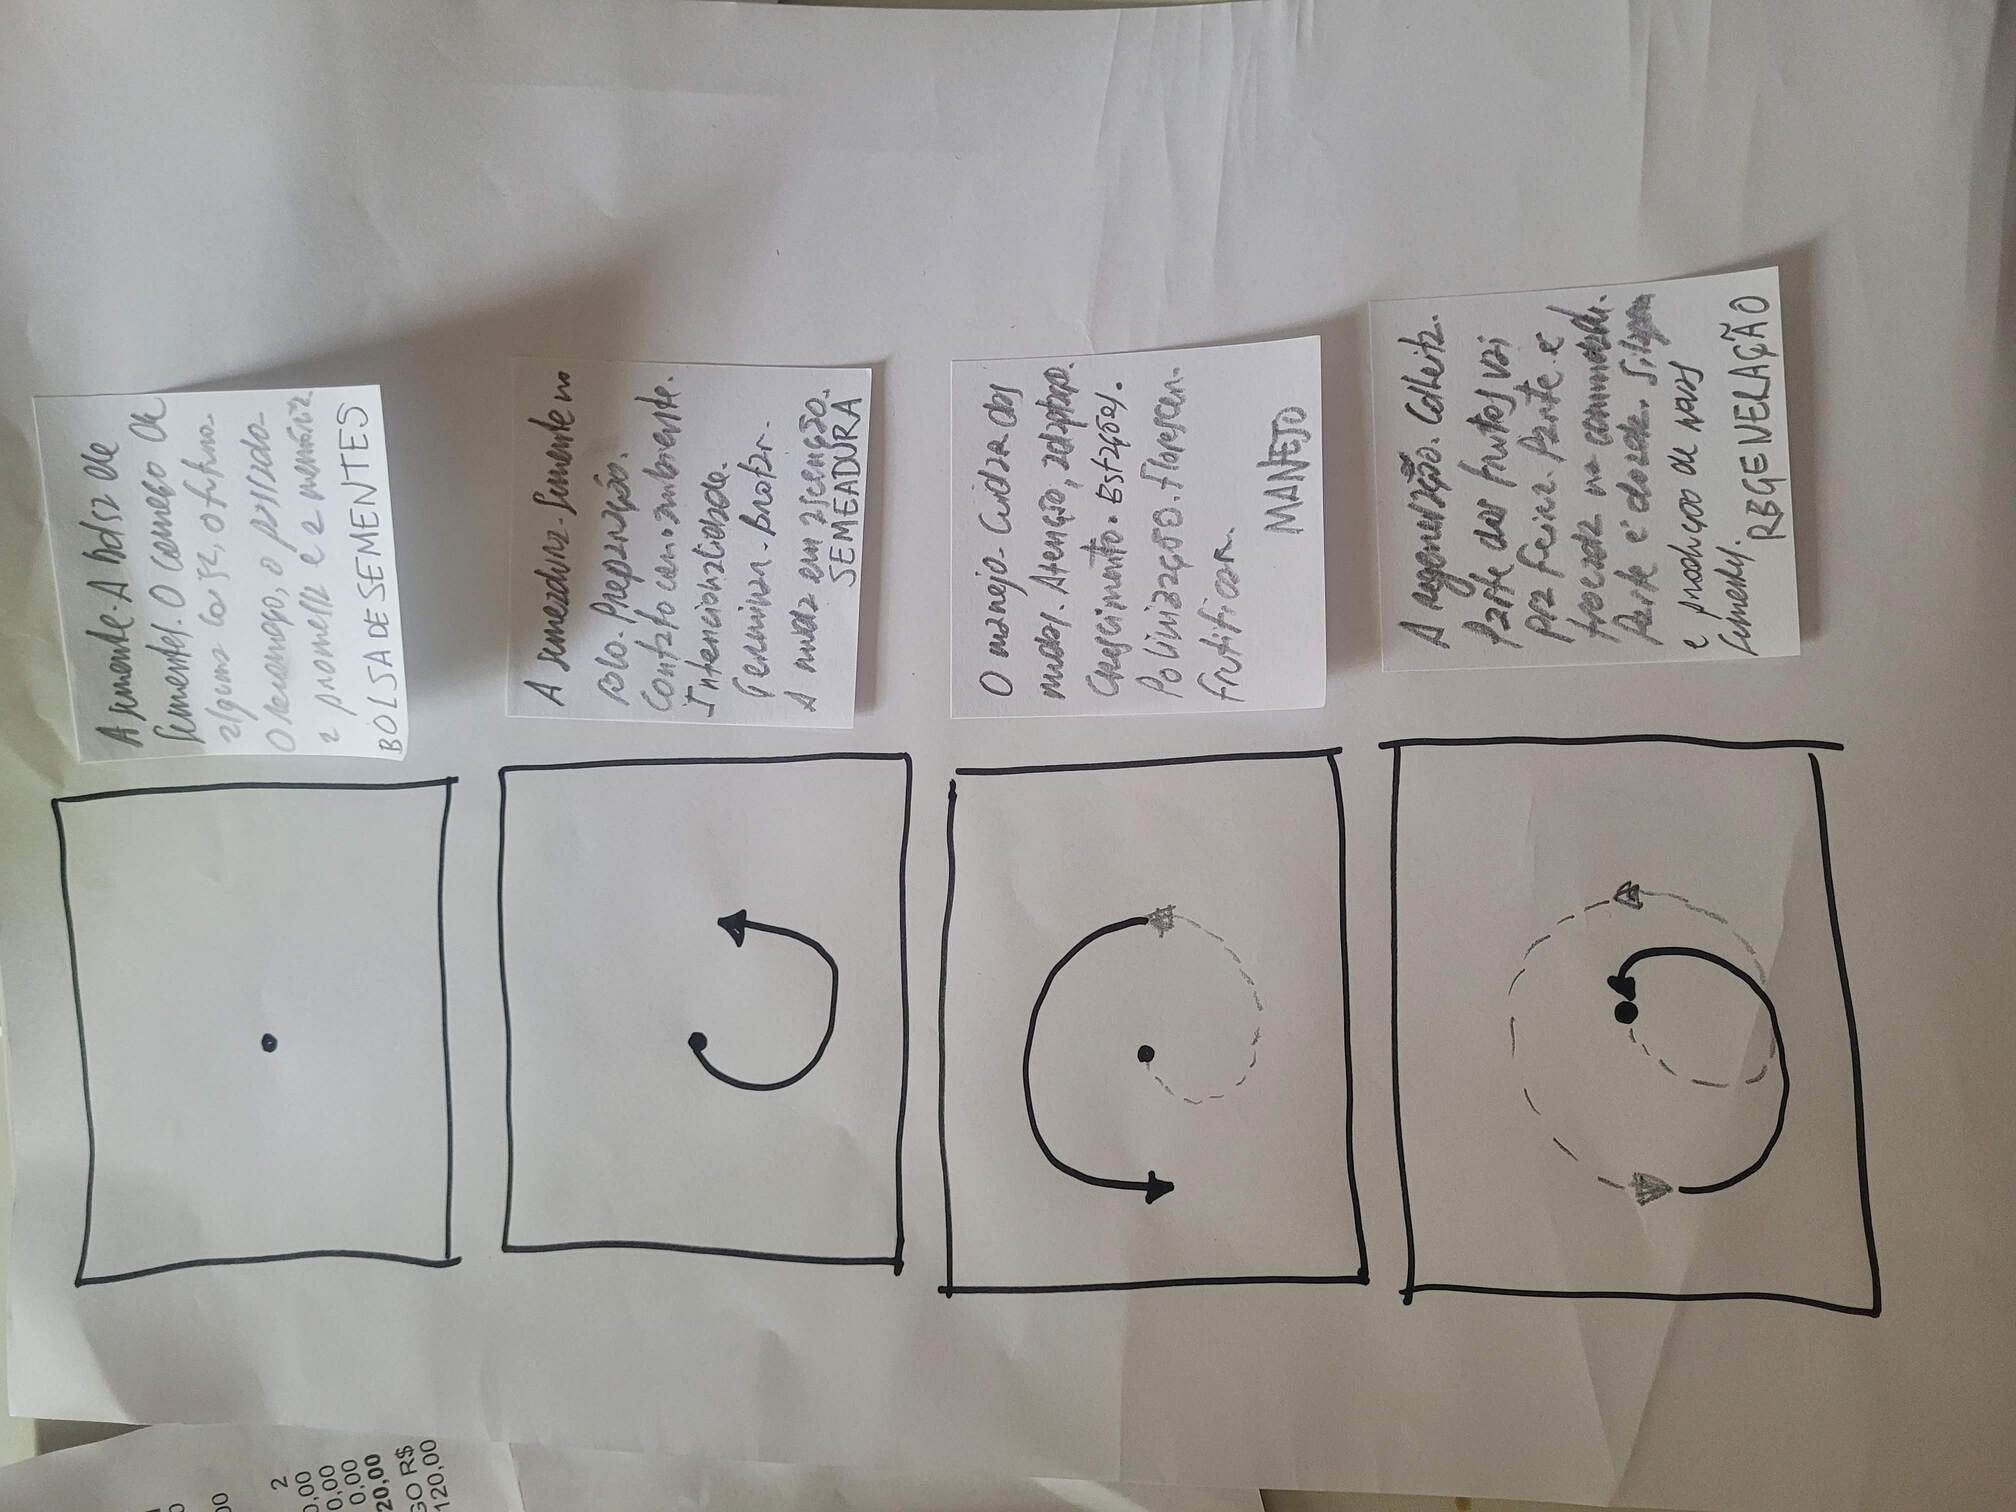 2
0,00
0,00
0,00
20,00
GO R$
120,00
A semente. A Bolsa de
Sementes. O começo de
alguma coisa, o futuro.
O recomeço, o passado
a promessa e a memória
BOLSA DE SEMENTES
A semeadura. Semente no
solo. Preparação.
Contato com o ambiente.
Intencionalidade.
Germinar. Brotar.
A muda em ascenção.
SEMEADURA
O manejo. Cuidar das
mudas. Atenção, adaptação.
Crescimento. Estações.
Polinização. Florescer.
frutificar.
MANEJO
A regeneração. Colheita.
Parte dos frutos vai
pra feira. Parte é
trocada na comunidade.
Parte é doada.
e produção de novas
sementes.
REGENERAÇÃO